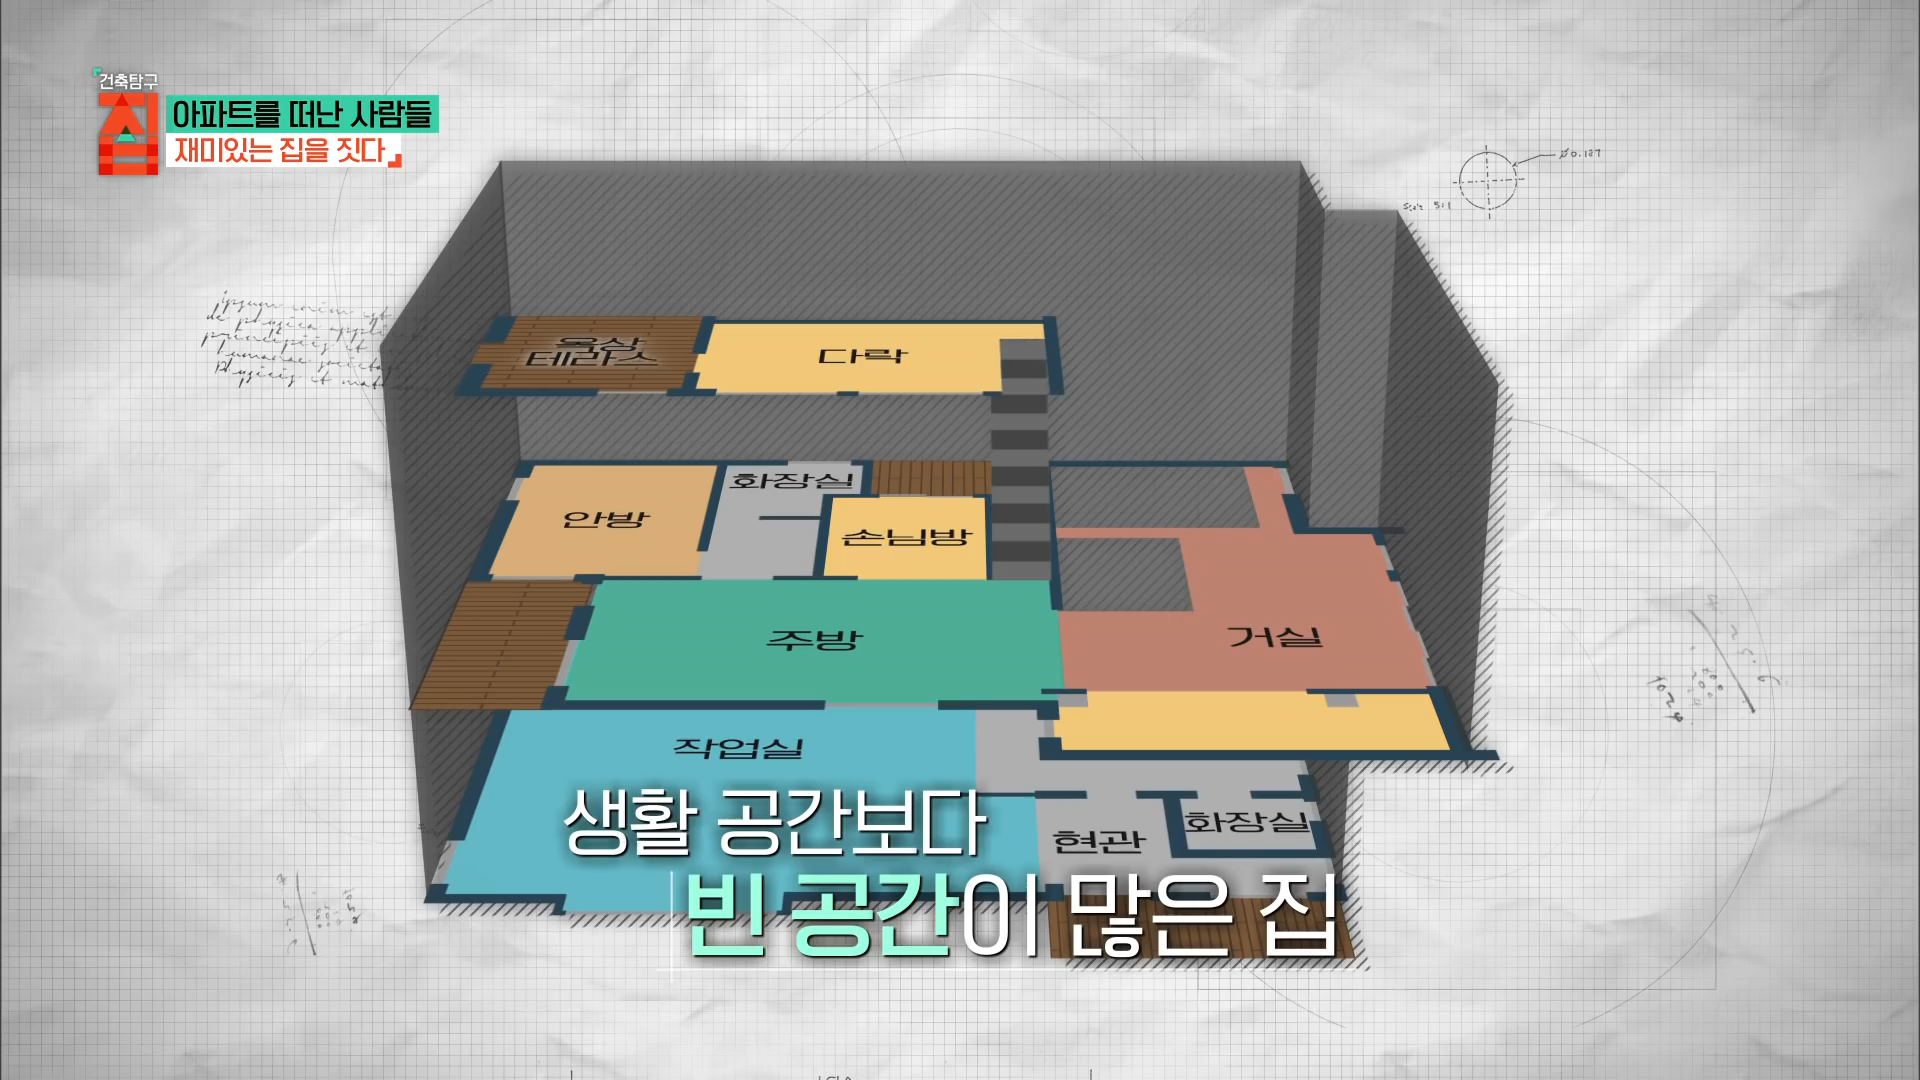 건축탐구
집
아파트를 떠난 사람들
재미있는 집을 짓다
Ø0.127
옥상
테라스
다락
화장실
안방
손님방
주방
거실
작업실
화장실
현관
생활 공간보다
빈 공간이 많은 집